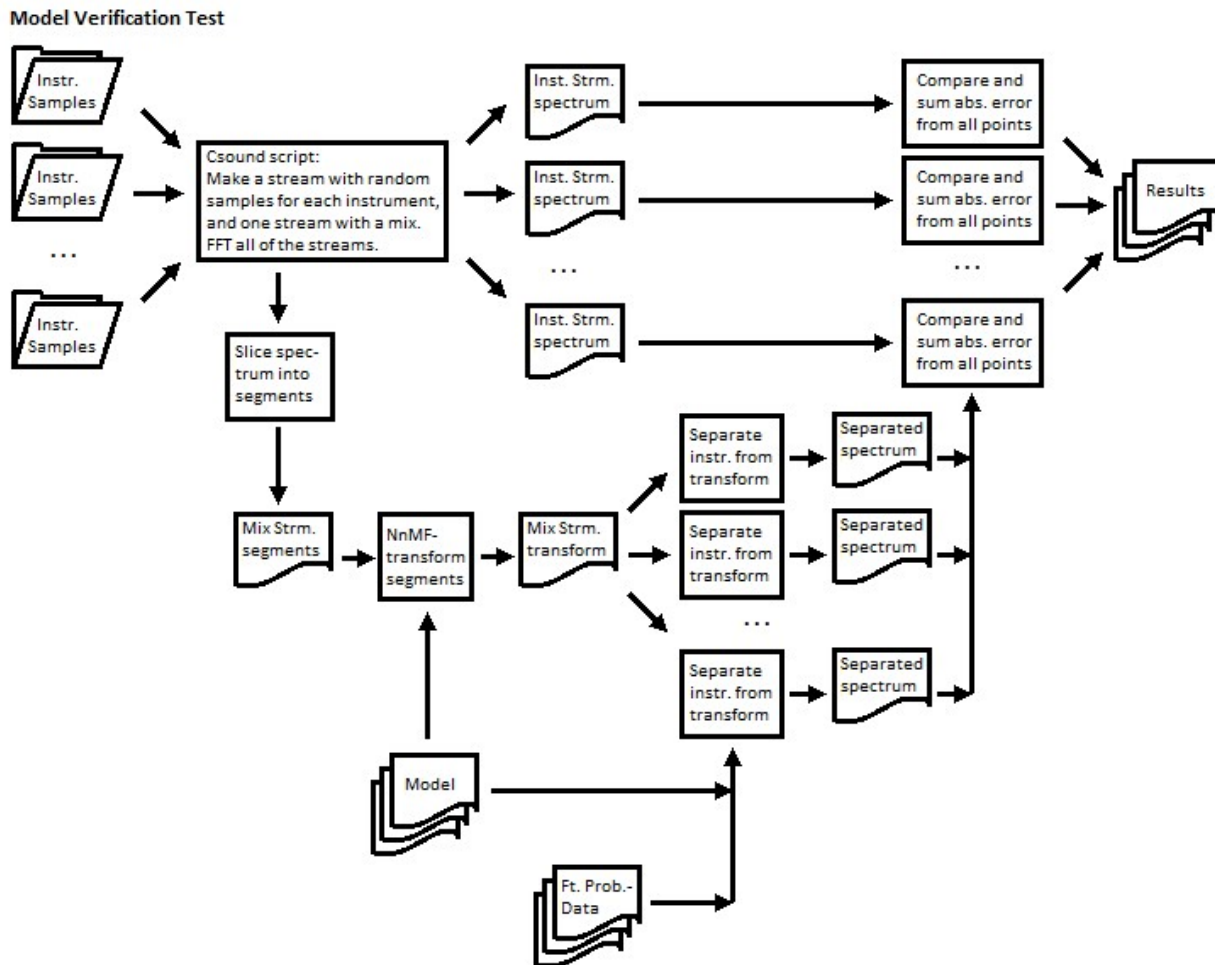 Model Verification Test
Instr.
Samples
Instr.
Samples
...
Instr.
Samples
Csound script:
Make a stream with random
samples for each instrument,
and one stream with a mix.
FFT all of the streams.
Inst. Strm.
spectrum
Inst. Strm.
spectrum
...
Inst. Strm.
spectrum
Compare and
sum abs. error
from all points
Compare and
sum abs. error
from all points
...
Compare and
sum abs. error
from all points
Results
Slice spec-
trum into
segments
Mix Strm.
segments
NnMF-
transform
segments
Mix Strm.
transform
Separate
instr. from
transform
Separate
instr. from
transform
...
Separate
instr. from
transform
Separated
spectrum
Separated
spectrum
Separated
spectrum
Model
Ft. Prob.-
Data